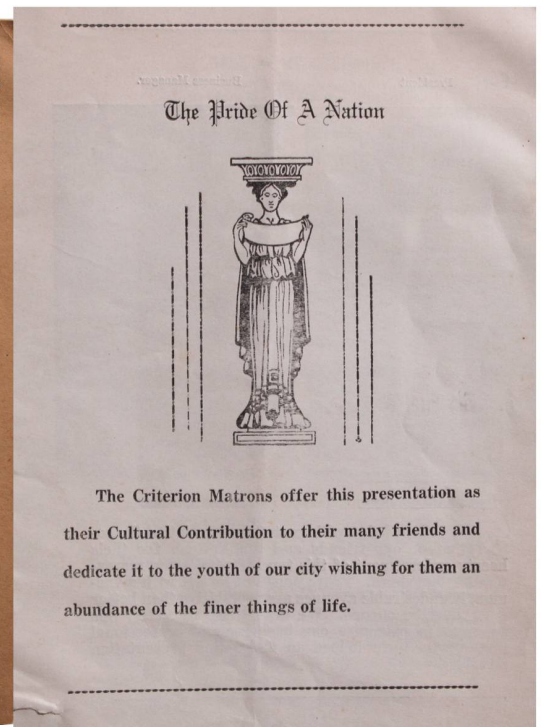 The Pride Of A Nation
The Criterion Matrons offer this presentation as
their Cultural Contribution to their many friends and
dedicate it to the youth of our city wishing for them an
abundance of the finer things of life.